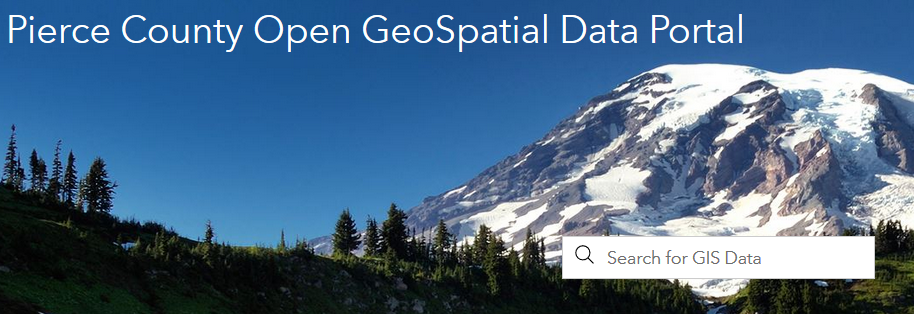 Pierce County Open GeoSpatial Data Portal
Search for GIS Data